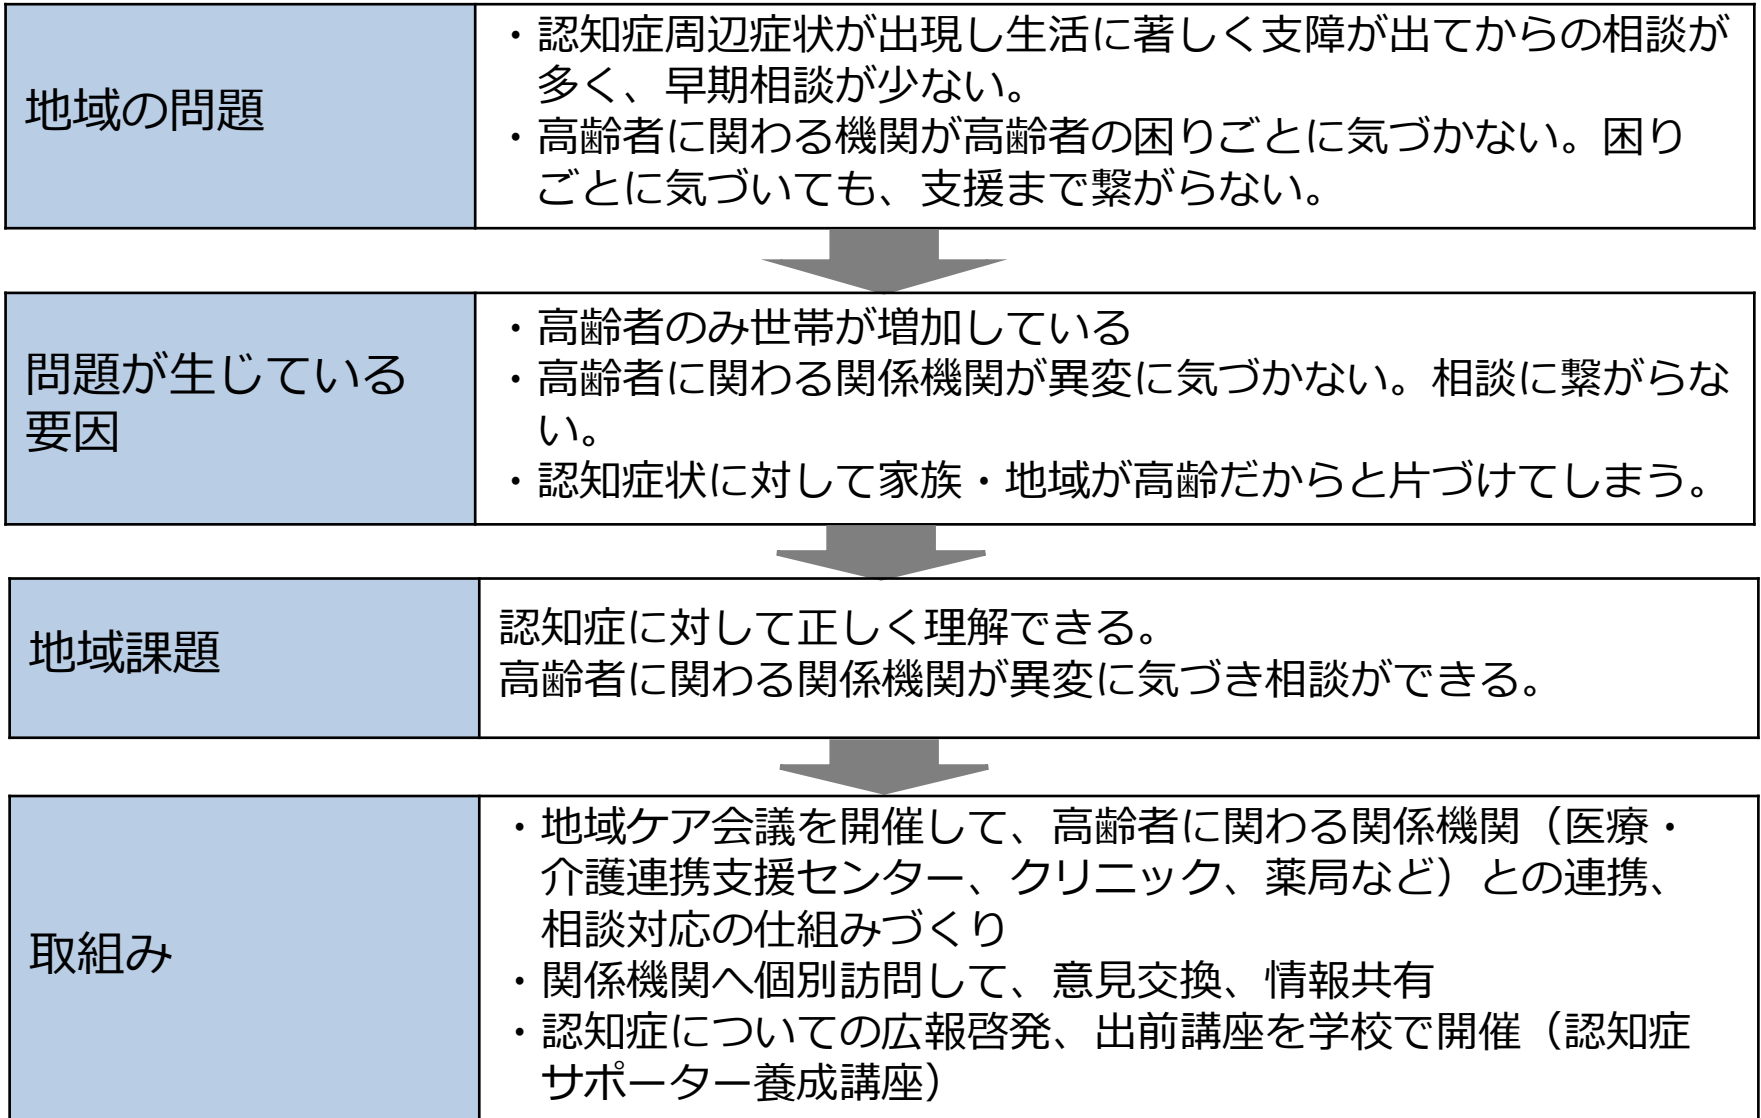 地域の問題
・認知症周辺症状が出現し生活に著しく支障が出てからの相談が
多く、早期相談が少ない。
・高齢者に関わる機関が高齢者の困りごとに気づかない。困り
ごとに気づいても、支援まで繋がらない。
問題が生じている
要因
・高齢者のみ世帯が増加している
・高齢者に関わる関係機関が異変に気づかない。相談に繋がらな
い。
・認知症状に対して家族・地域が高齢だからと片づけてしまう。
地域課題
認知症に対して正しく理解できる。
高齢者に関わる関係機関が異変に気づき相談ができる。
取組み
・地域ケア会議を開催して、高齢者に関わる関係機関（医療・
介護連携支援センター、クリニック、薬局など）との連携、
相談対応の仕組みづくり
・関係機関へ個別訪問して、意見交換、情報共有
・認知症についての広報啓発、出前講座を学校で開催（認知症
サポーター養成講座）